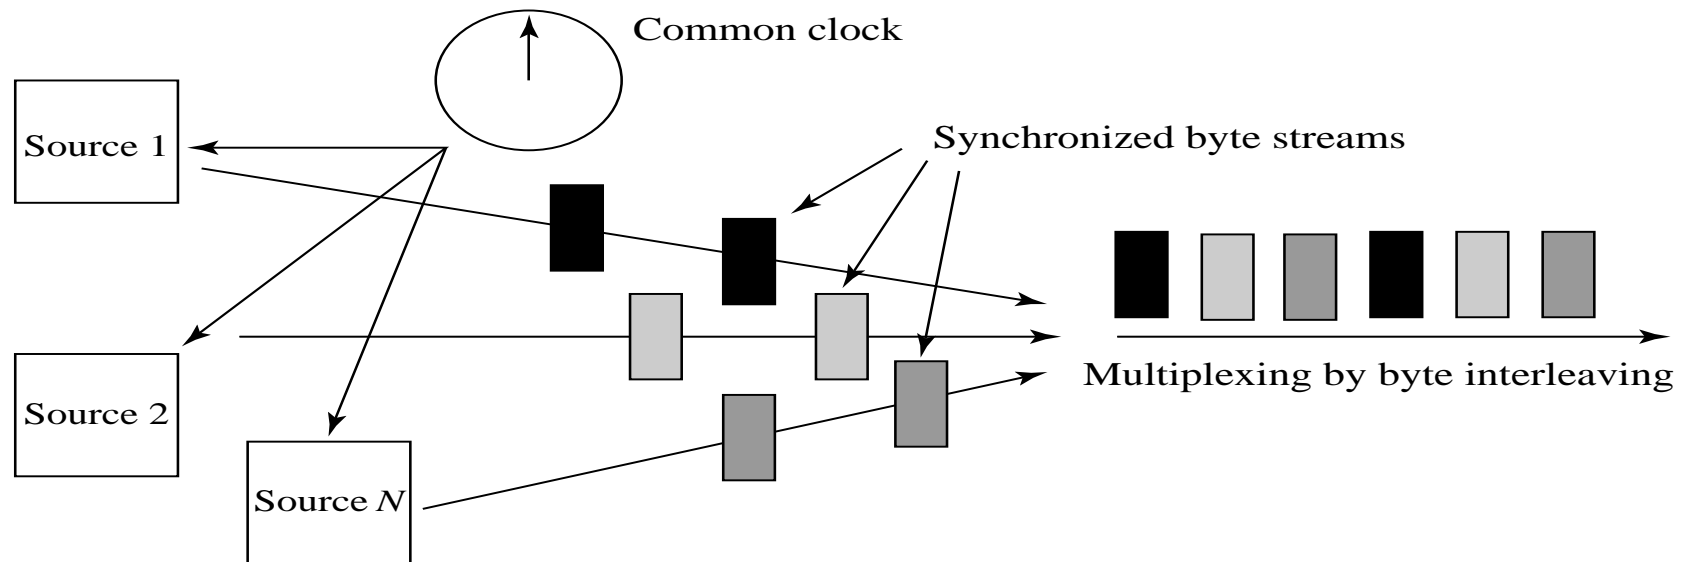 Common clock
Source 1
Synchronized byte streams
Multiplexing by byte interleaving
Source 2
Source N